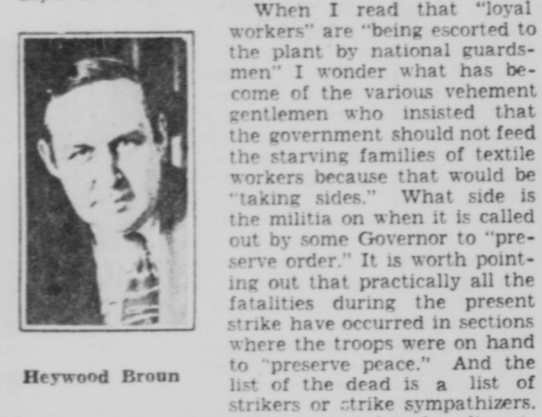 When I read that "loyal
workers" are "being escorted to
the plant by national guards-
men" I wonder what has be-
come of the various vehement
gentlemen who insisted that
the government should not feed
the starving families of textile
workers because that would be
"taking sides." What side is
the militia on when it is called
out by some Governor to "pre-
serve order." It is worth point-
ing out that practically all the
fatalities during the present
strike have occurred in sections
where the troops were on hand
to "preserve peace." And the
list of the dead is a list of
strikers or strike sympathizers.
Heywood Broun